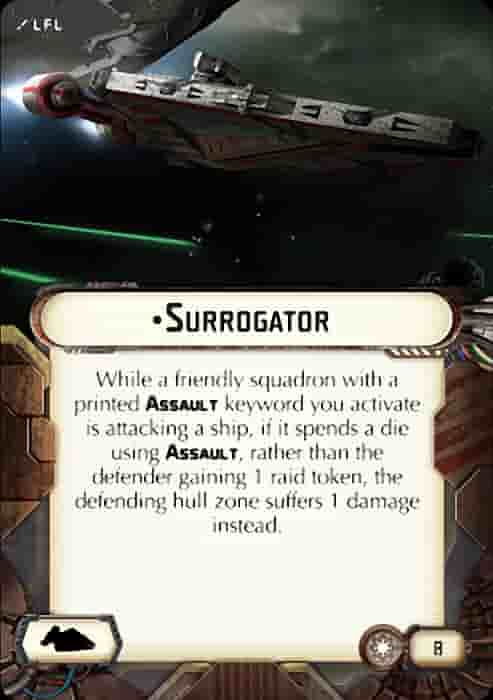 LFL
•Surrogator
While a friendly squadron with a
printed Assault keyword you activate
is attacking a ship, if it spends a die
using Assault, rather than the
defender gaining 1 raid token, the
defending hull zone suffers 1 damage
instead.